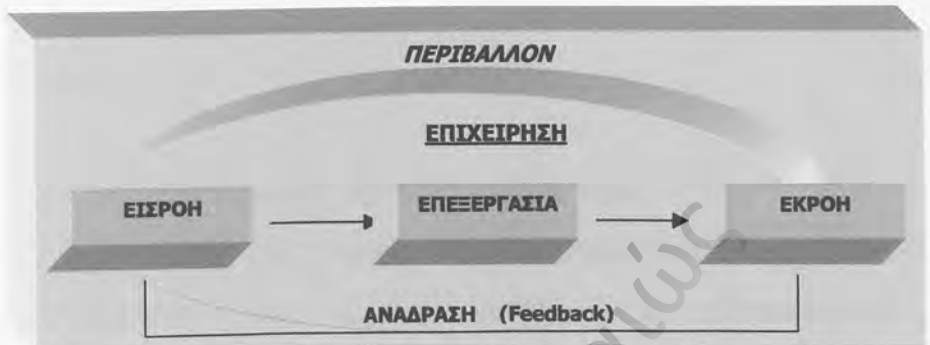 ΠΕΡΙΒΑΛΛΟΝ
ΕΠΙΧΕΙΡΗΣΗ
ΕΙΣΡΟΗ
ΕΠΕΞΕΡΓΑΣΙΑ
ΕΚΡΟΗ
ΑΝΑΔΡΑΣΗ (Feedback)